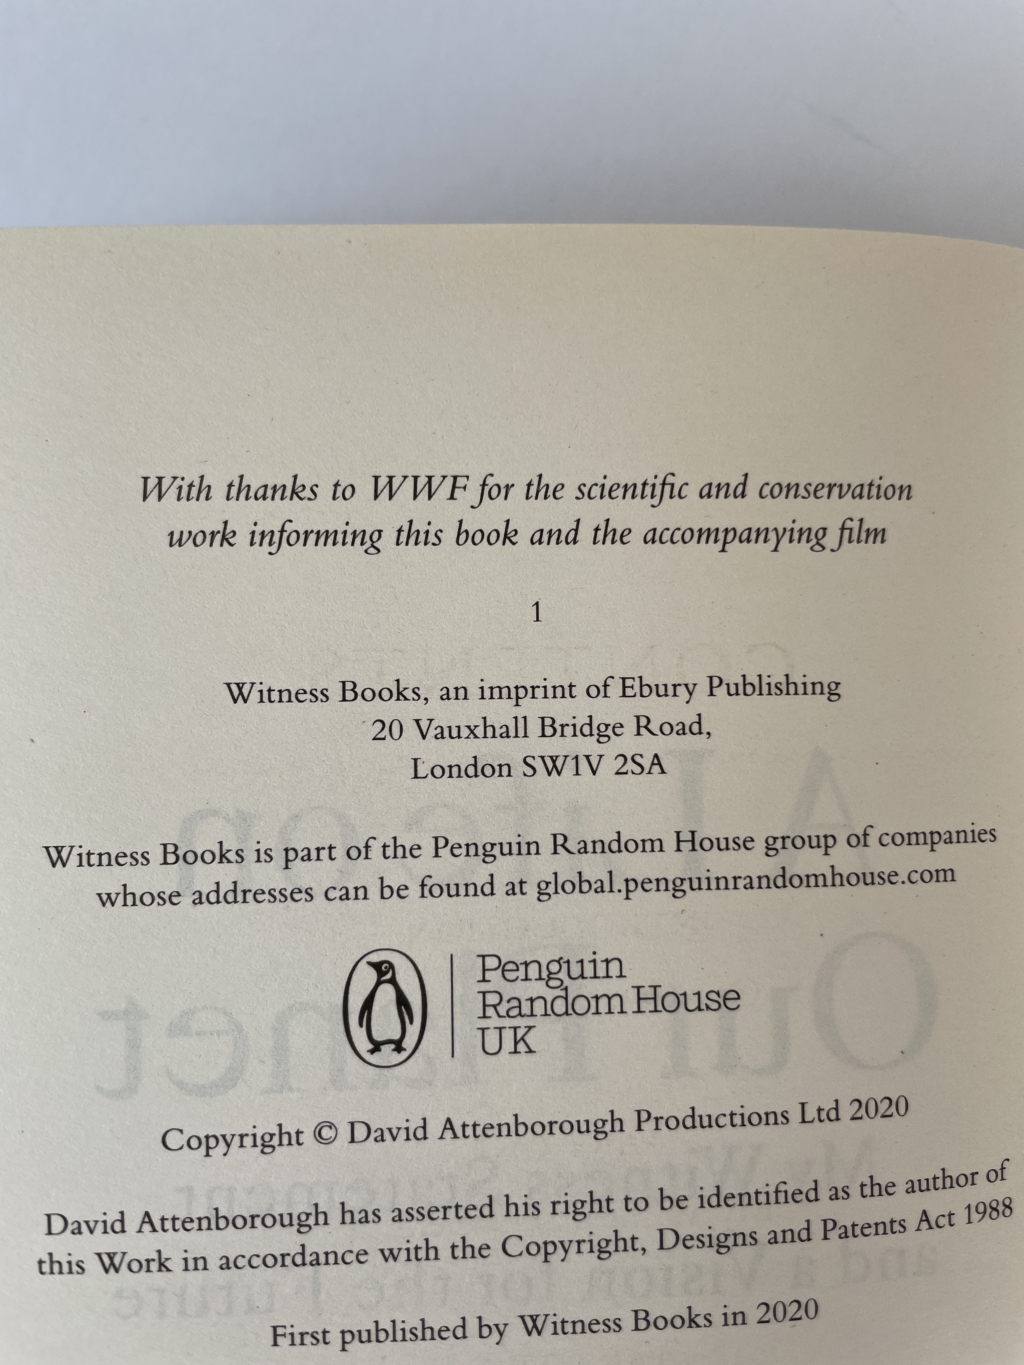 With thanks to WWF for the scientific and conservation
work informing this book and the accompanying film
1
Witness Books, an imprint of Ebury Publishing
20 Vauxhall Bridge Road,
London SW1V 2SA
Witness Books is part of the Penguin Random House group of companies
whose addresses can be found at global.penguinrandomhouse.com
Penguin
Random House
UK
Copyright © David Attenborough Productions Ltd 2020
David Attenborough has asserted his right to be identified as the author of
this Work in accordance with the Copyright, Designs and Patents Act 1988
First published by Witness Books in 2020